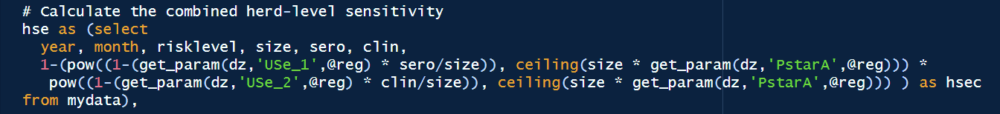 # Calculate the combined herd-level sensitivity
hse as (select
year, month, risklevel, size, sero, clin,
1-(pow((1-(get_param(dz,'USe_1',@reg) * sero/size)), ceiling(size * get_param(dz,'PstarA',@reg))) *
pow((1-(get_param(dz,'USe_2',@reg) * clin/size)), ceiling(size * get_param(dz,'PstarA',@reg))) ) as hsec
from mydata),